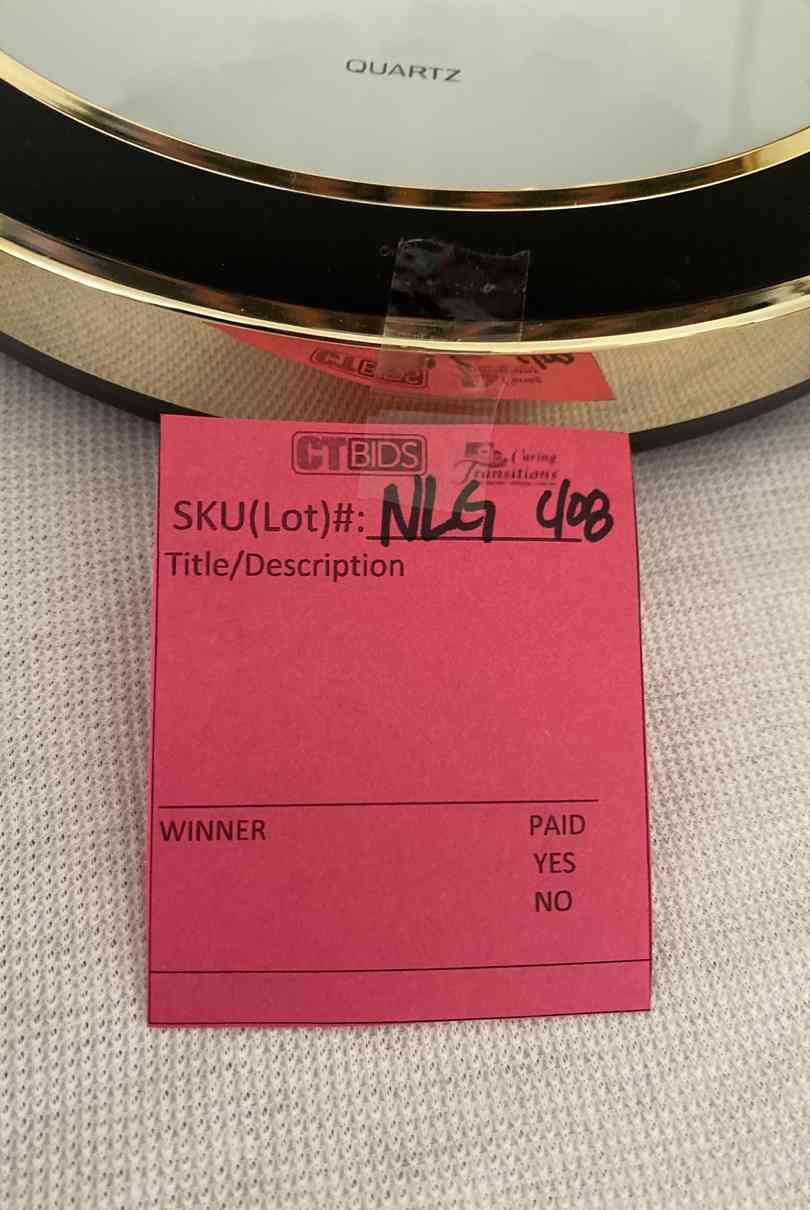 QUARTZ
CTBIDS
Caring
Transitions
SKU(Lot)#: NLG 408
Title/Description
WINNER
PAID
YES
NO